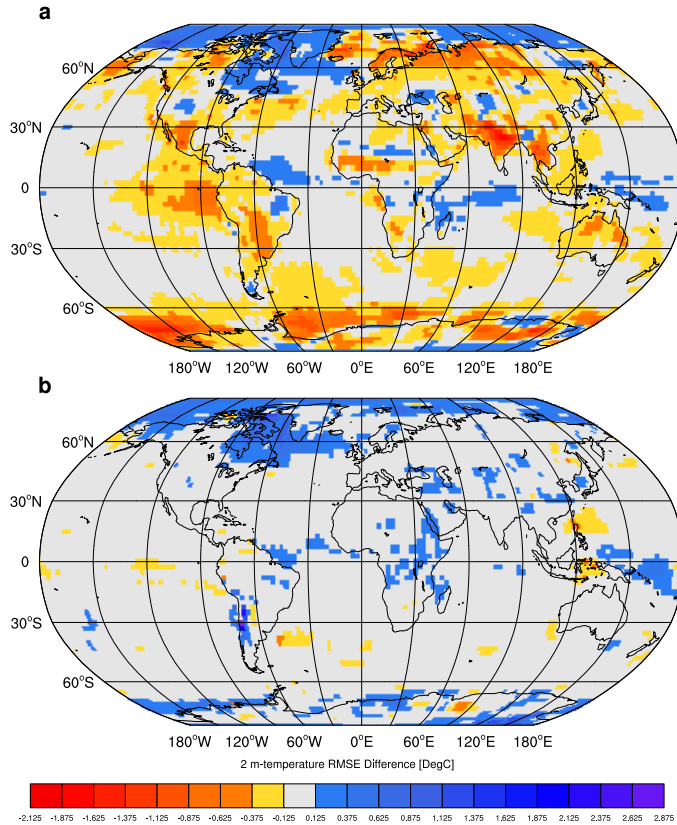 a
60°N
30°N
0
30°S
60°S
180°W 120°W 60°W 0°E 60°E 120°E 180°E
b
60°N
30°N
0
30°S
60°S
180°W 120°W 60°W 0°E 60°E 120°E 180°E
2 m-temperature RMSE Difference [DegC]
-2.125 -1.875 -1.625 -1.375 -1.125 -0.875 -0.625 -0.375 -0.125 0.125 0.375 0.625 0.875 1.125 1.375 1.625 1.875 2.125 2.375 2.625 2.875